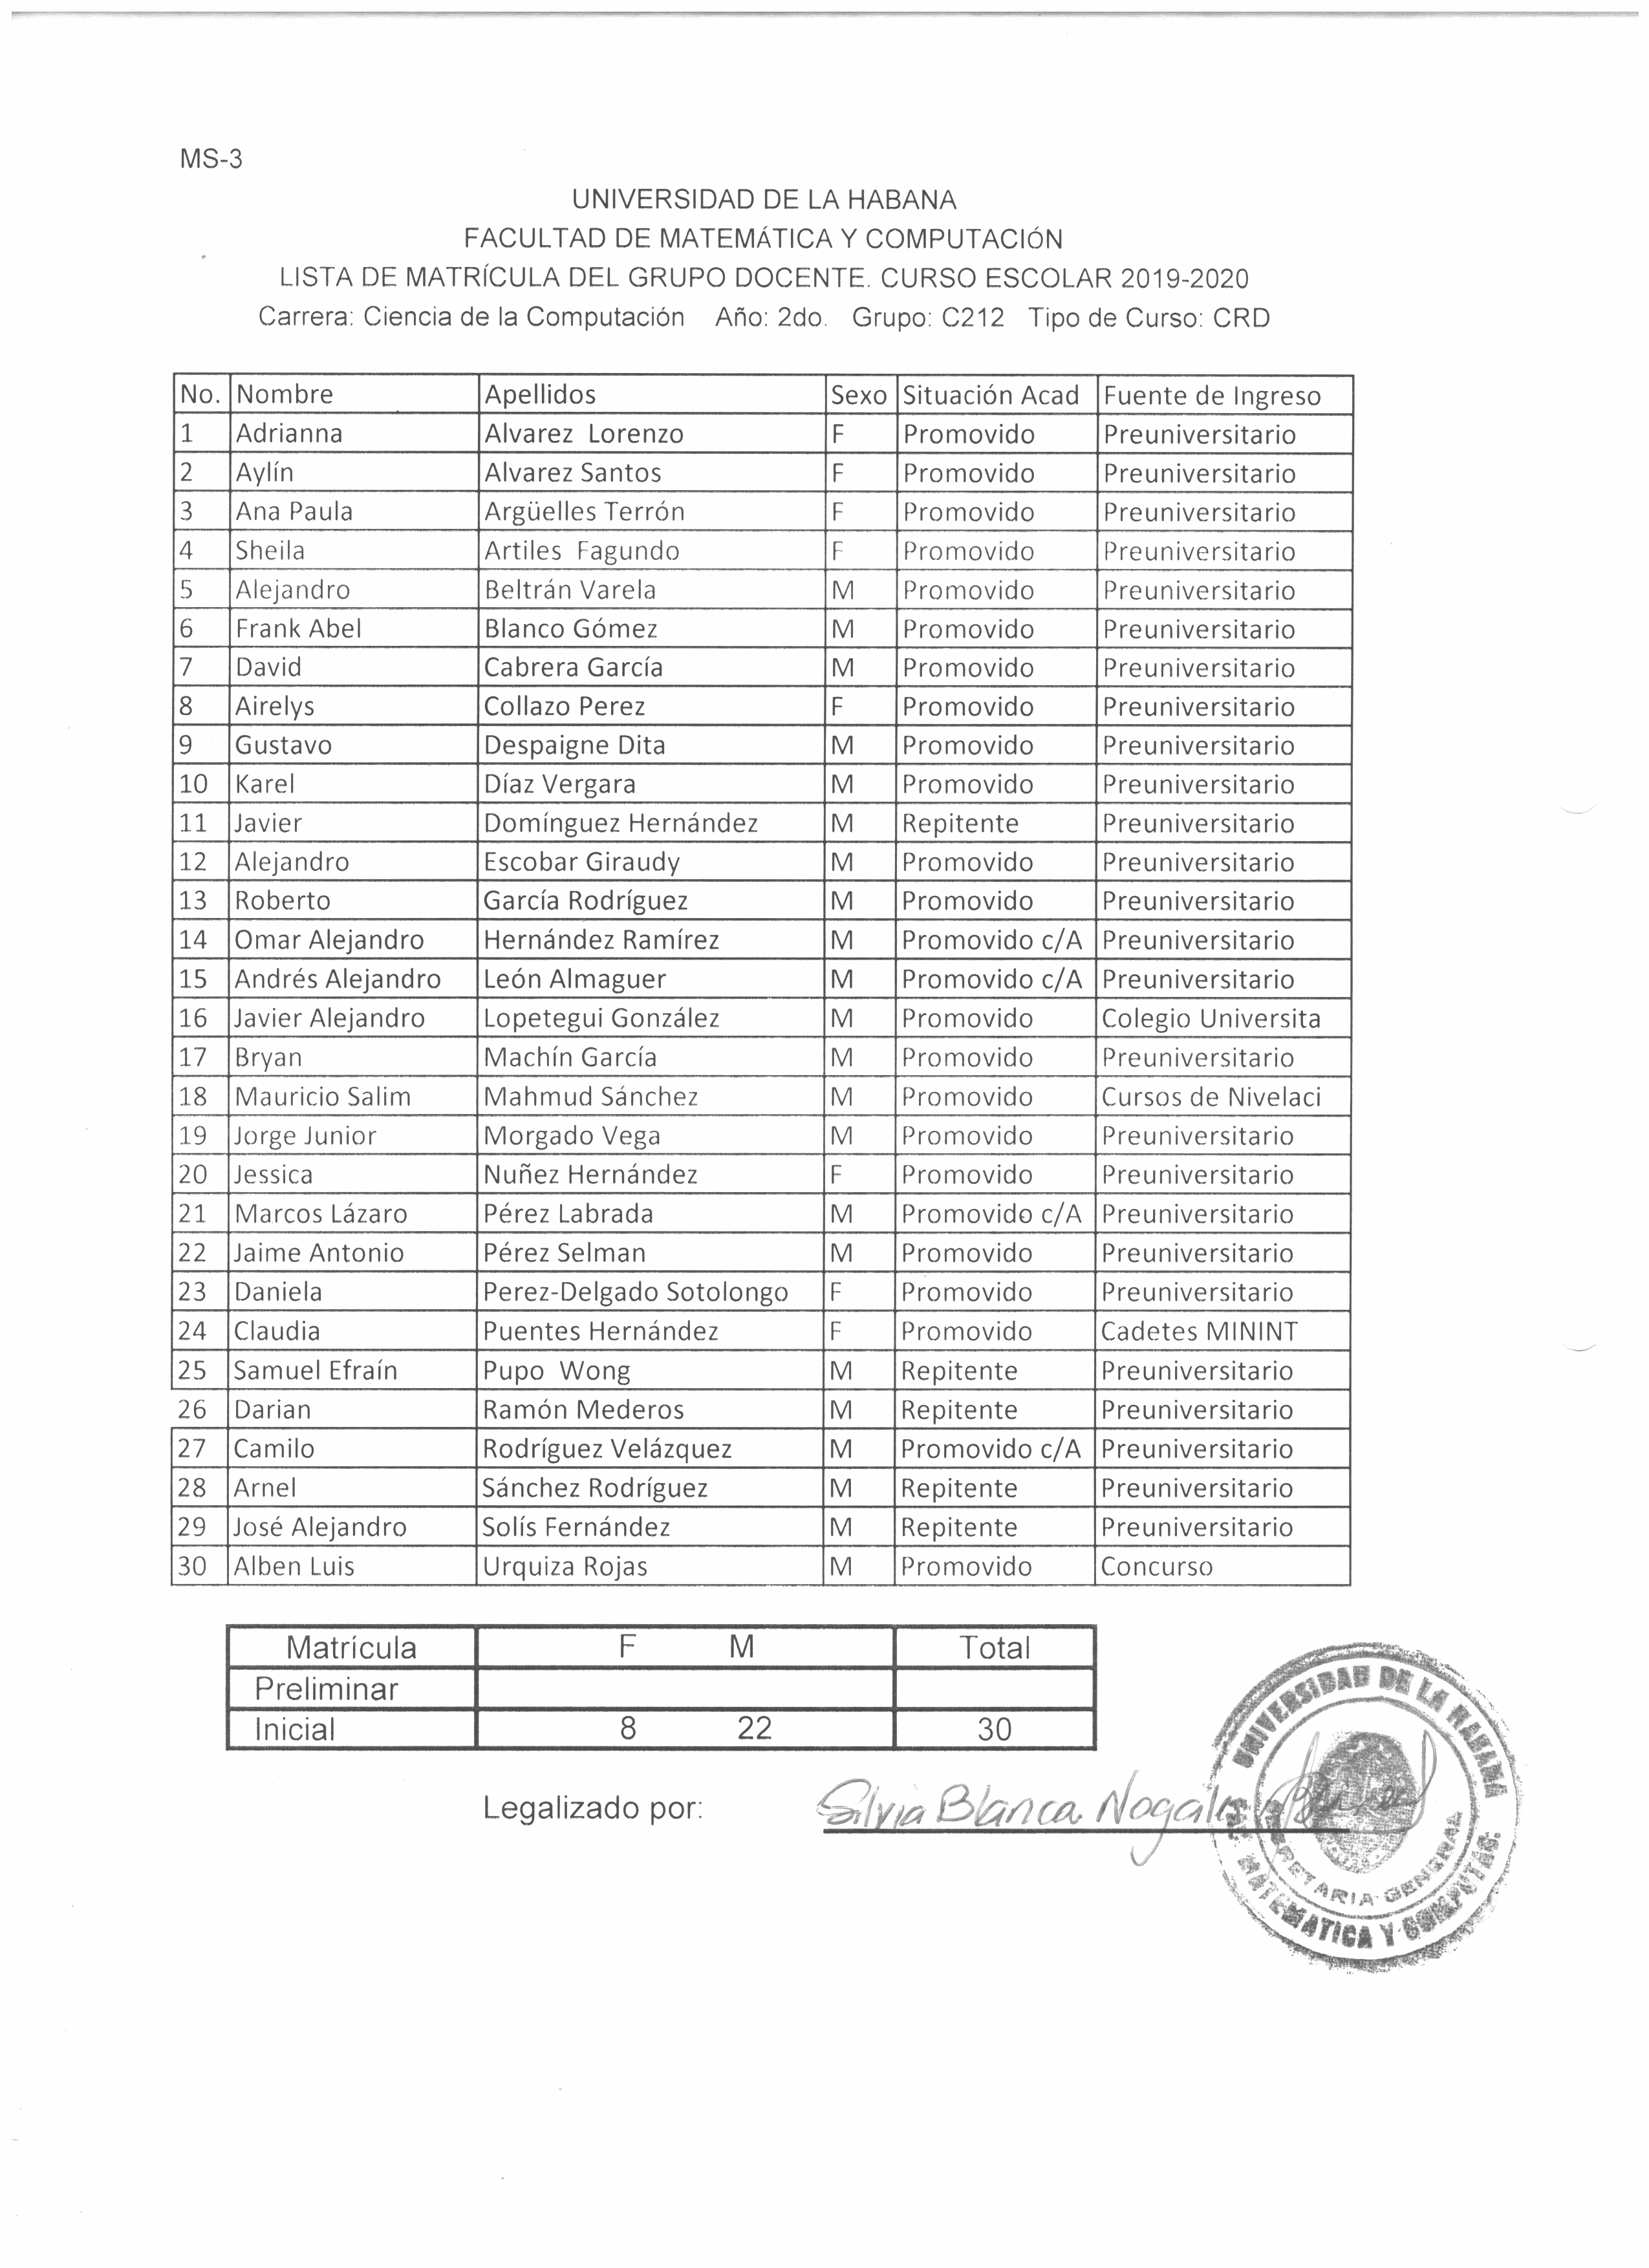 MS-3
UNIVERSIDAD DE LA HABANA
FACULTAD DE MATEMÁTICA Y COMPUTACIÓN
LISTA DE MATRÍCULA DEL GRUPO DOCENTE. CURSO ESCOLAR 2019-2020
Carrera: Ciencia de la Computación Año: 2do. Grupo: C212 Tipo de Curso: CRD
No. Nombre Apellidos Sexo Situación Acad Fuente de Ingreso
1 Adrianna Alvarez Lorenzo F Promovido Preuniversitario
2 Aylín Alvarez Santos F Promovido Preuniversitario
3 Ana Paula Argüelles Terrón F Promovido Preuniversitario
4 Sheila Artiles Fagundo F Promovido Preuniversitario
5 Alejandro Beltrán Varela M Promovido Preuniversitario
6 Frank Abel Blanco Gómez M Promovido Preuniversitario
7 David Cabrera García M Promovido Preuniversitario
8 Airelys Collazo Perez F Promovido Preuniversitario
9 Gustavo Despaigne Dita M Promovido Preuniversitario
10 Karel Díaz Vergara M Promovido Preuniversitario
11 Javier Domínguez Hernández M Repitente Preuniversitario
12 Alejandro Escobar Giraudy M Promovido Preuniversitario
13 Roberto García Rodríguez M Promovido Preuniversitario
14 Omar Alejandro Hernández Ramírez M Promovido c/A Preuniversitario
15 Andrés Alejandro León Almaguer M Promovido c/A Preuniversitario
16 Javier Alejandro Lopetegui González M Promovido Colegio Universita
17 Bryan Machín García M Promovido Preuniversitario
18 Mauricio Salim Mahmud Sánchez M Promovido Cursos de Nivelaci
19 Jorge Junior Morgado Vega M Promovido Preuniversitario
20 Jessica Nuñez Hernández F Promovido Preuniversitario
21 Marcos Lázaro Pérez Labrada M Promovido c/A Preuniversitario
22 Jaime Antonio Pérez Selman M Promovido Preuniversitario
23 Daniela Perez-Delgado Sotolongo F Promovido Preuniversitario
24 Claudia Puentes Hernández F Promovido Cadetes MININT
25 Samuel Efraín Pupo Wong M Repitente Preuniversitario
26 Darian Ramón Mederos M Repitente Preuniversitario
27 Camilo Rodríguez Velázquez M Promovido c/A Preuniversitario
28 Arnel Sánchez Rodríguez M Repitente Preuniversitario
29 José Alejandro Solís Fernández M Repitente Preuniversitario
30 Alben Luis Urquiza Rojas M Promovido Concurso
Matrícula F M Total
Preliminar
Inicial 8 22 30
Legalizado por: Silvia Blanca
UNIVERSIDAD DE LA HABANA
SECRETARIA GENERAL
FAC. MATEMATICA Y COMPUTAC.